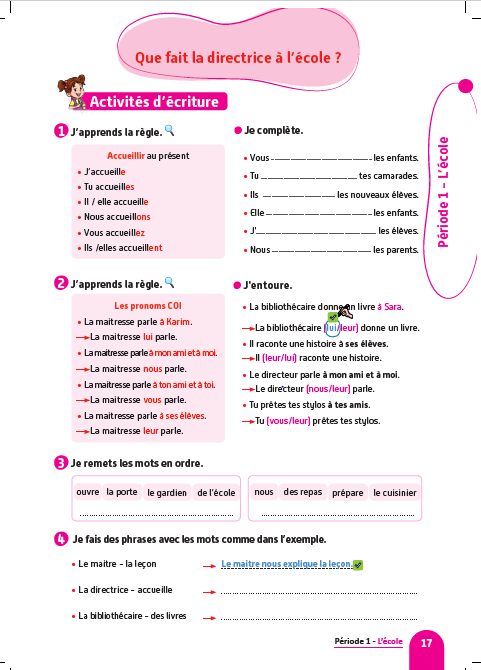 Que fait la directrice à l'école ?
Activités d'écriture
1 J'apprends la règle.
Accueillir au présent
• J'accueille
• Tu accueilles
• Il / elle accueille
• Nous accueillons
• Vous accueillez
• Ils /elles accueillent
• Je complète.
• Vous ... les enfants.
• Tu ... tes camarades.
• Ils ... les nouveaux élèves.
• Elle ... les enfants.
• J'... les élèves.
• Nous ... les parents.
Période 1 - L'école
2 J'apprends la règle.
Les pronoms COI
• La maitresse parle à Karim.
La maitresse lui parle.
• La maitresse parle à mon ami et à moi.
La maitresse nous parle.
• La maitresse parle à ton ami et à toi.
La maitresse vous parle.
• La maitresse parle à ses élèves.
La maitresse leur parle.
• J'entoure.
• La bibliothécaire donne un livre à Sara.
La bibliothécaire (lui/leur) donne un livre.
• Il raconte une histoire à ses élèves.
Il (leur/lui) raconte une histoire.
• Le directeur parle à mon ami et à moi.
Le directeur (nous/leur) parle.
• Tu prêtes tes stylos à tes amis.
Tu (vous/leur) prêtes tes stylos.
3 Je remets les mots en ordre.
ouvre la porte le gardien de l'école
nous des repas prépare le cuisinier
4 Je fais des phrases avec les mots comme dans l'exemple.
• Le maitre - la leçon
Le maitre nous explique la leçon.
• La directrice - accueille
• La bibliothécaire - des livres
Période 1 - L'école
17